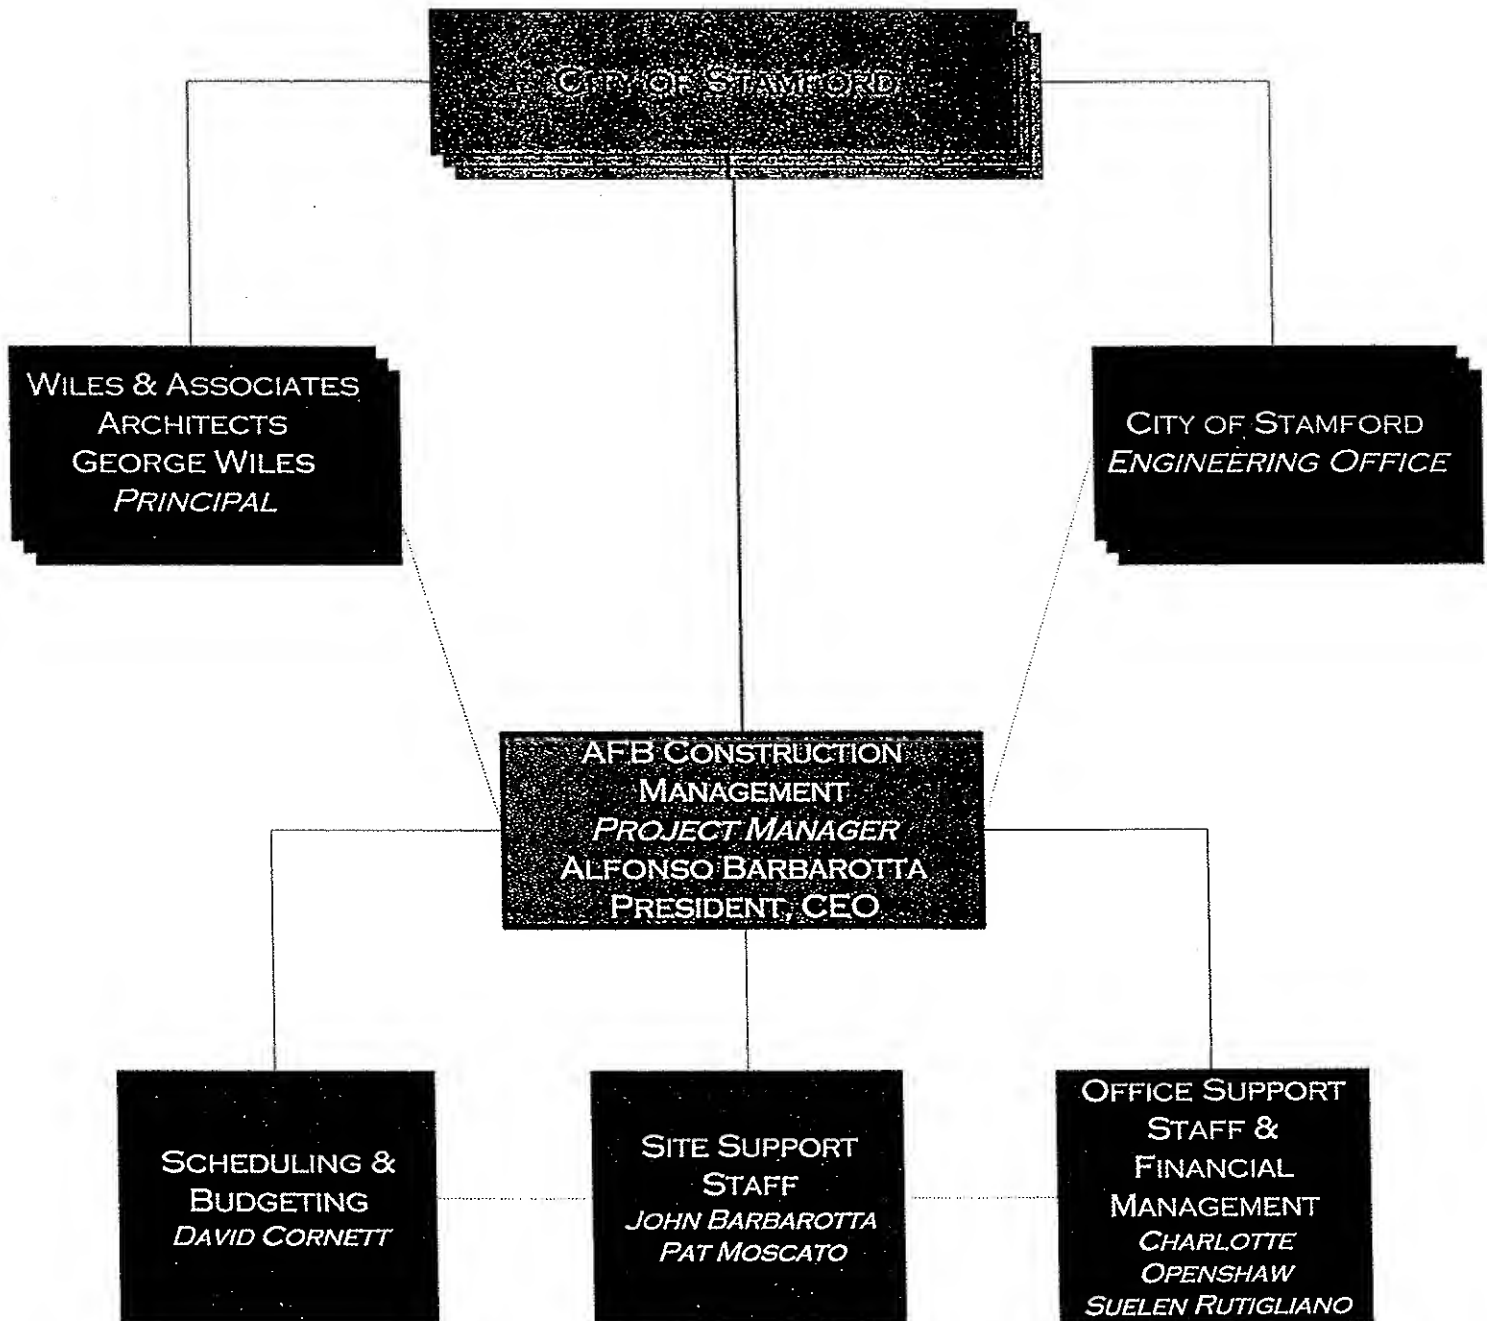 CITY OF STAMFORD
WILES & ASSOCIATES
ARCHITECTS
GEORGE WILES
PRINCIPAL
CITY OF STAMFORD
ENGINEERING OFFICE
AFB CONSTRUCTION
MANAGEMENT
PROJECT MANAGER
ALFONSO BARBAROTTA
PRESIDENT, CEO
SCHEDULING &
BUDGETING
DAVID CORNETT
SITE SUPPORT
STAFF
JOHN BARBAROTTA
PAT MOSCATO
OFFICE SUPPORT
STAFF &
FINANCIAL
MANAGEMENT
CHARLOTTE
OPENSHAW
SUELEN RUTIGLIANO